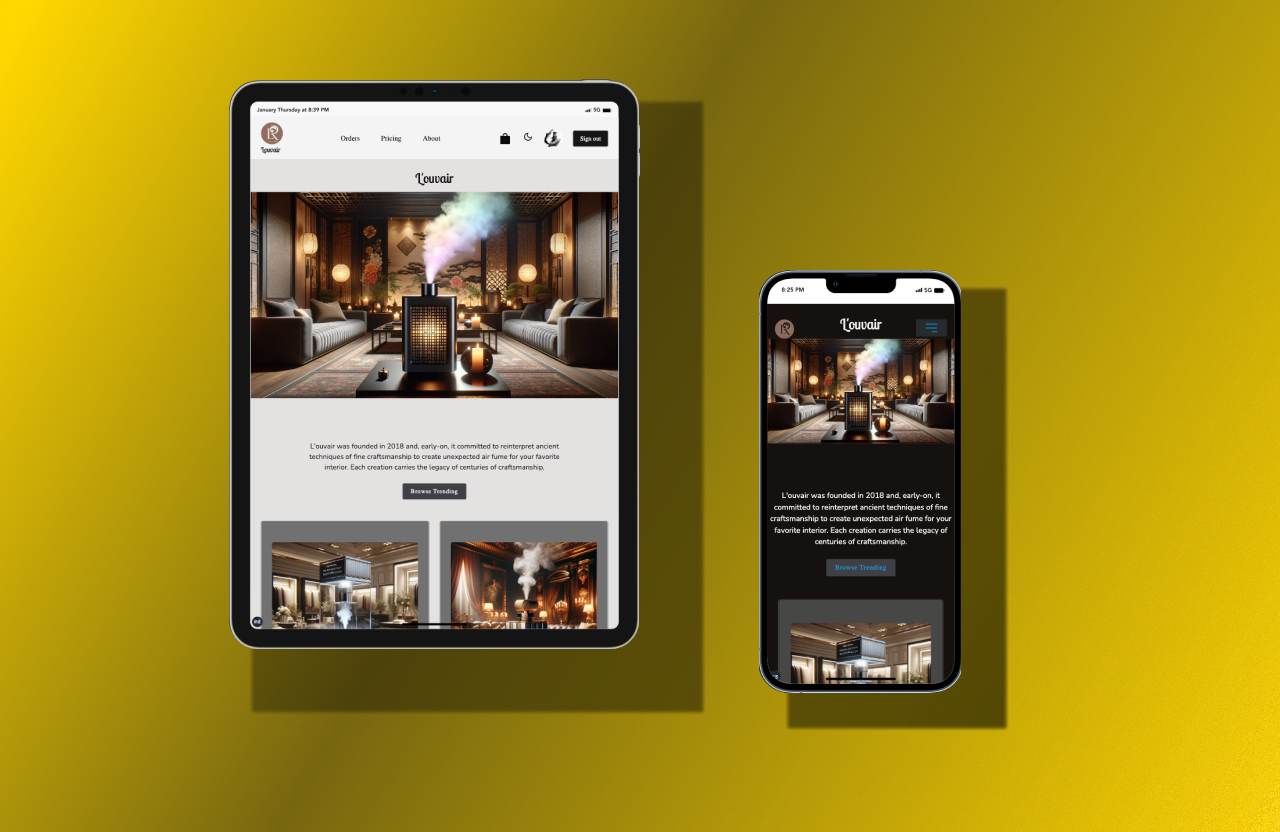 January Thursday at 8:39 PM
5G
R
L'ouvair
Orders
Pricing
About
Sign out
L'ouvair
L'ouvair was founded in 2018 and, early-on, it committed to reinterpret ancient
techniques of fine craftsmanship to create unexpected air fume for your favorite
interior. Each creation carries the legacy of centuries of craftsmanship.
Browse Trending
8:25 PM
5G
R
L'ouvair
L'ouvair was founded in 2018 and, early-on, it
committed to reinterpret ancient techniques of fine
craftsmanship to create unexpected air fume for your
favorite interior. Each creation carries the legacy of
centuries of craftsmanship.
Browse Trending